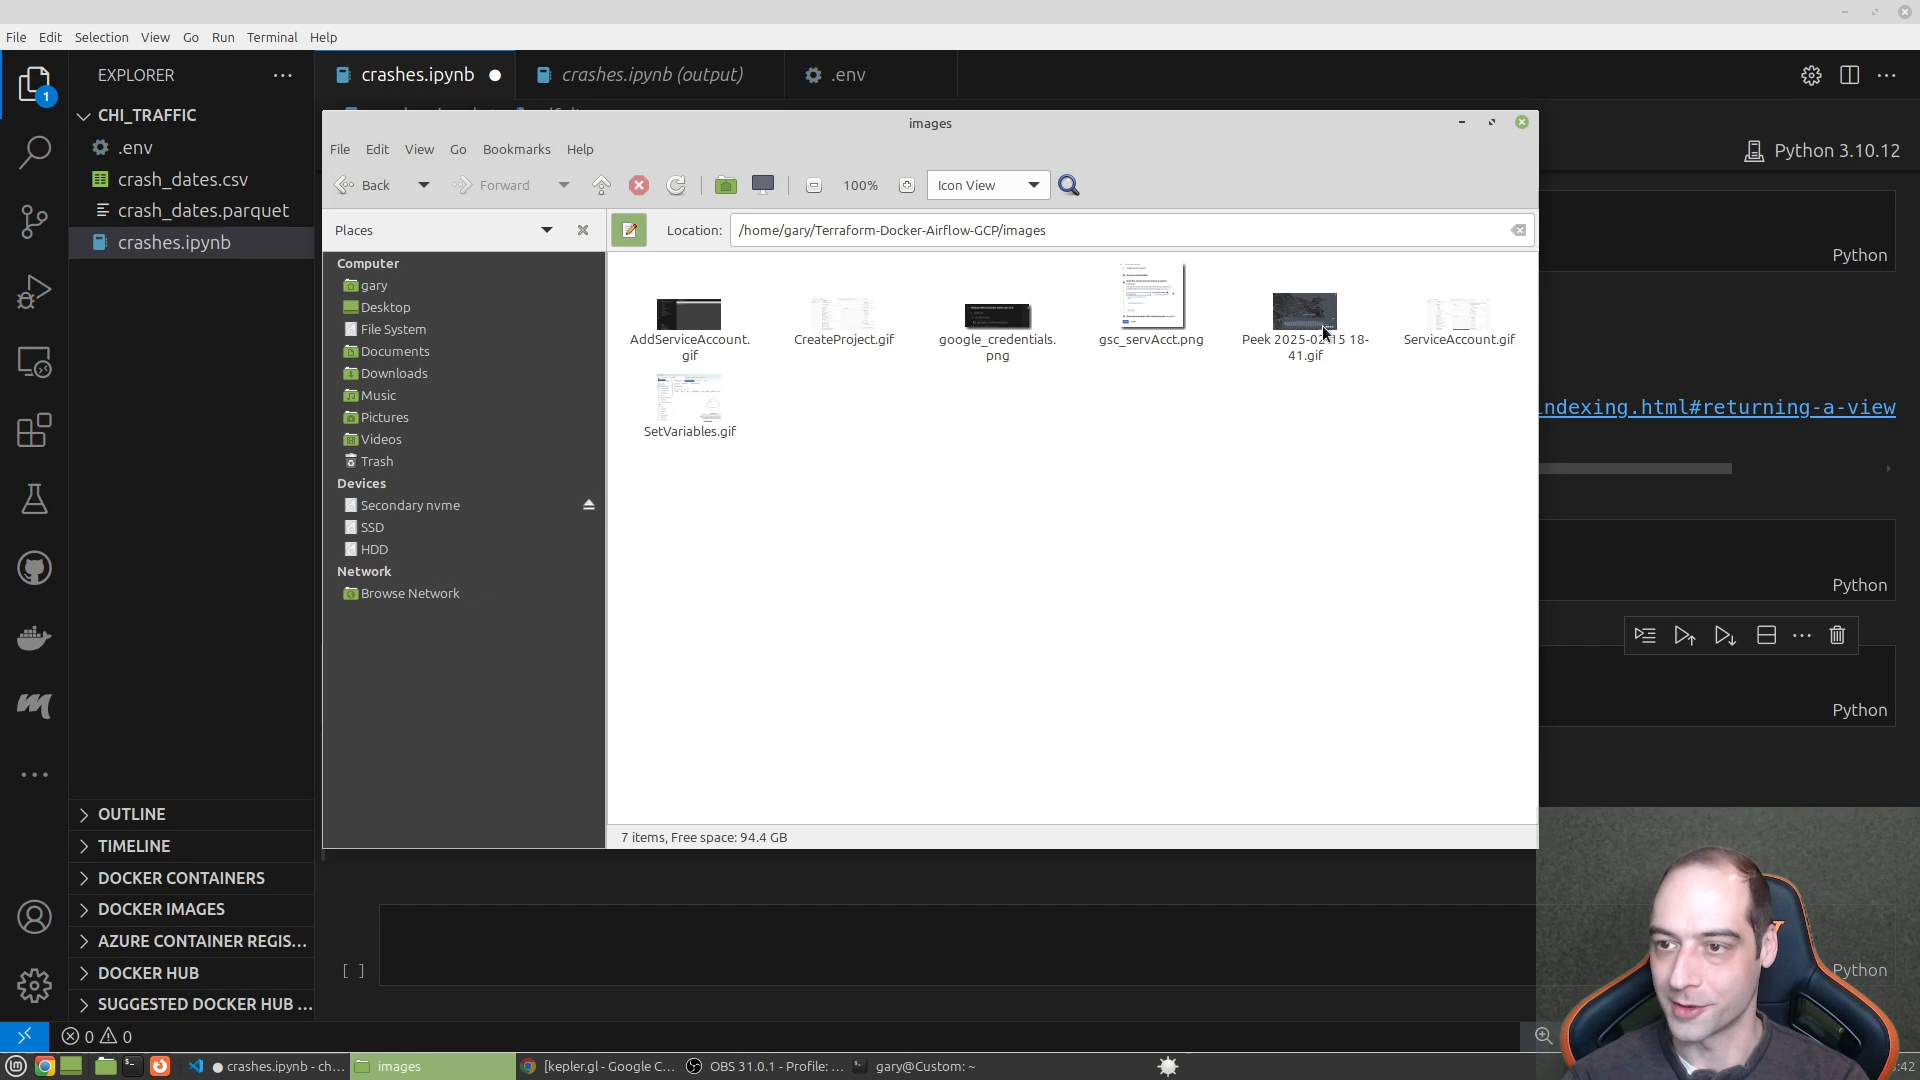 File Edit Selection View Go Run Terminal Help
EXPLORER
crashes.ipynb
crashes.ipynb (output)
.env
1
CHI_TRAFFIC
.env
crash_dates.csv
crash_dates.parquet
crashes.ipynb
OUTLINE
TIMELINE
DOCKER CONTAINERS
DOCKER IMAGES
AZURE CONTAINER REGIS...
DOCKER HUB
SUGGESTED DOCKER HUB ...
images
File Edit View Go Bookmarks Help
Back
Forward
100%
Icon View
Places
Location:
/home/gary/Terraform-Docker-Airflow-GCP/images
Computer
gary
Desktop
File System
Documents
Downloads
Music
Pictures
Videos
Trash
Devices
Secondary nvme
SSD
HDD
Network
Browse Network
AddServiceAccount.
gif
CreateProject.gif
google_credentials.
png
gsc_servAcct.png
Peek 2025-02-15 18-
41.gif
ServiceAccount.gif
SetVariables.gif
7 items, Free space: 94.4 GB
Python 3.10.12
Python
indexing.html#returning-a-view
Python
Python
[ ]
Python
0 0
crashes.ipynb - ch...
images
[kepler.gl - Google C...
OBS 31.0.1 - Profile: ...
gary@Custom: ~
:42